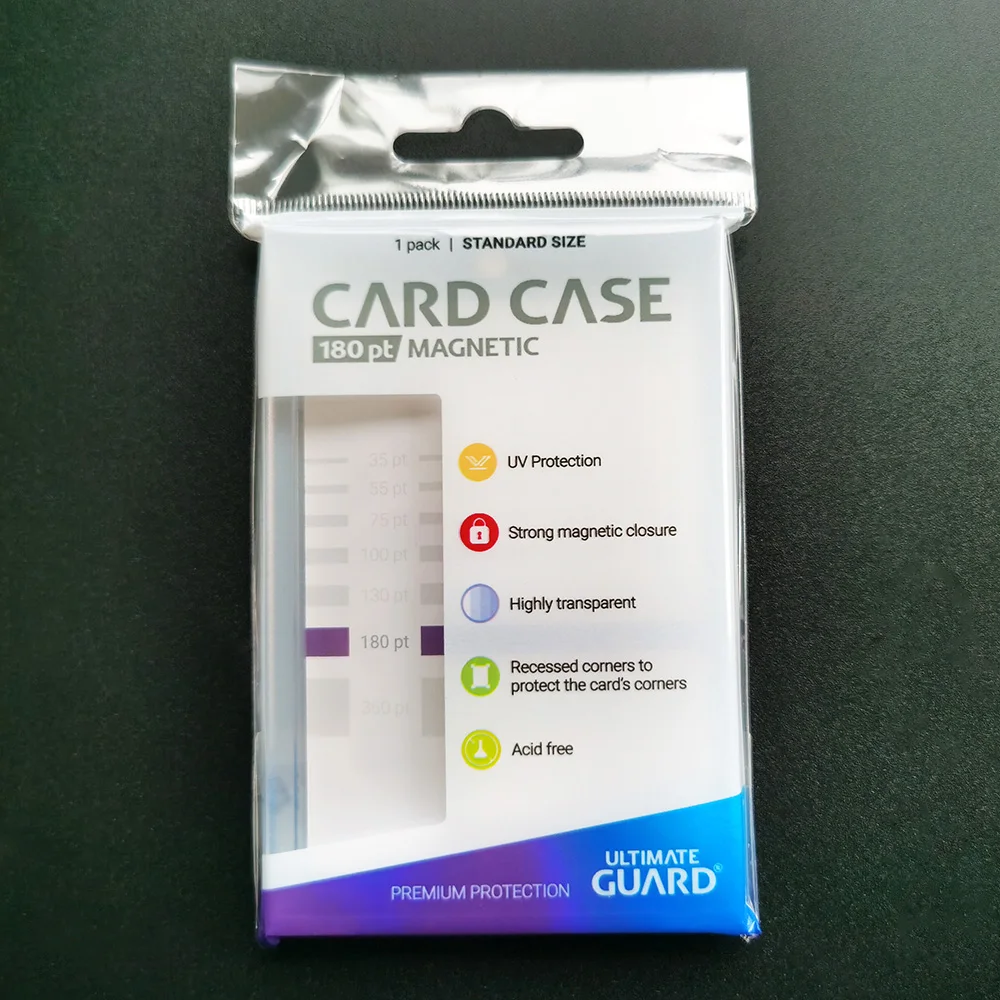 1 pack | STANDARD SIZE
CARD CASE
180 pt MAGNETIC
35 pt
55 pt
75 pt
100 pt
130 pt
180 pt
360 pt
UV Protection
Strong magnetic closure
Highly transparent
Recessed corners to
protect the card's corners
Acid free
PREMIUM PROTECTION
ULTIMATE
GUARD®